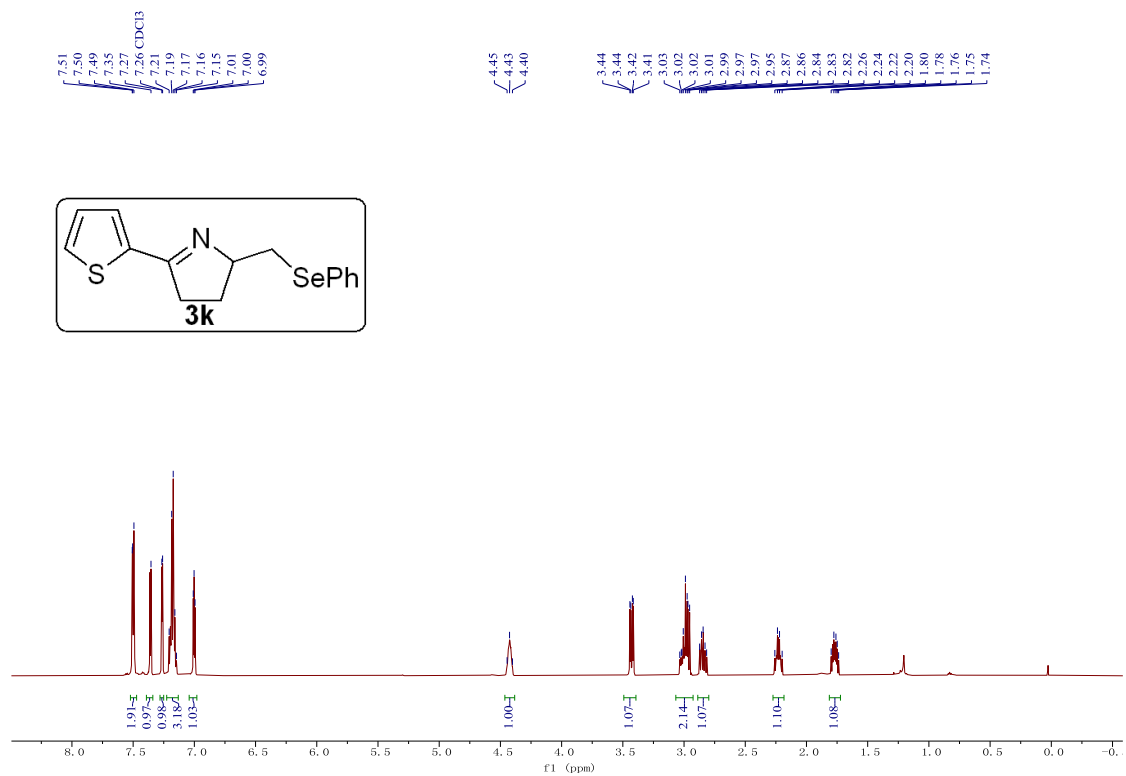 7.51 7.50 7.49 7.35 7.27 7.26 CDCl3 7.21 7.19 7.17 7.16 7.15 7.01 7.00 6.99 4.45 4.43 4.40 3.44 3.44 3.42 3.41 3.03 3.02 3.02 3.01 2.99 2.97 2.97 2.95 2.87 2.86 2.84 2.83 2.82 2.26 2.24 2.22 2.20 1.80 1.78 1.76 1.75 1.74
N
S
SePh
3k
1.91 0.97 0.98 3.18 1.03 1.00 1.07 2.14 1.07 1.10 1.08
8.0 7.5 7.0 6.5 6.0 5.5 5.0 4.5 4.0 3.5 3.0 2.5 2.0 1.5 1.0 0.5 0.0
f1 (ppm)